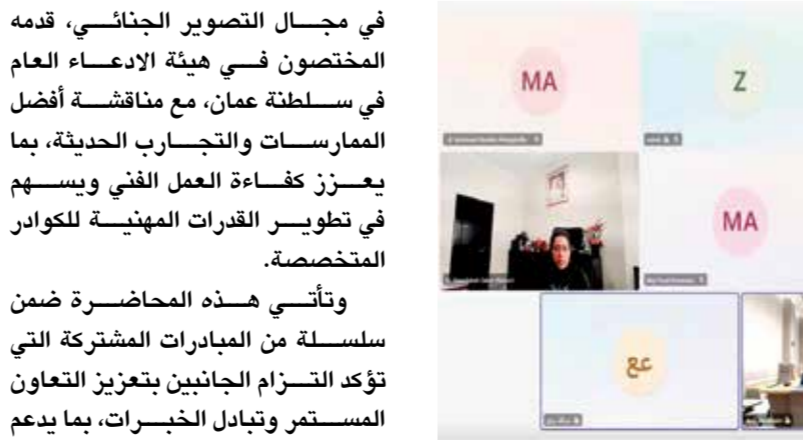 في مجال التصوير الجنائي، قدمه
المختصون في هيئة الادعاء العام
في سلطنة عمان، مع مناقشة أفضل
الممارسات والتجارب الحديثة، بما
يعزز كفاءة العمل الفني ويسهم
في تطوير القدرات المهنية للكوادر
المتخصصة.
وتأتي هذه المحاضرة ضمن
سلسلة من المبادرات المشتركة التي
تؤكد التزام الجانبين بتعزيز التعاون
المستمر وتبادل الخبرات، بما يدعم
MA
Z
MA
عع